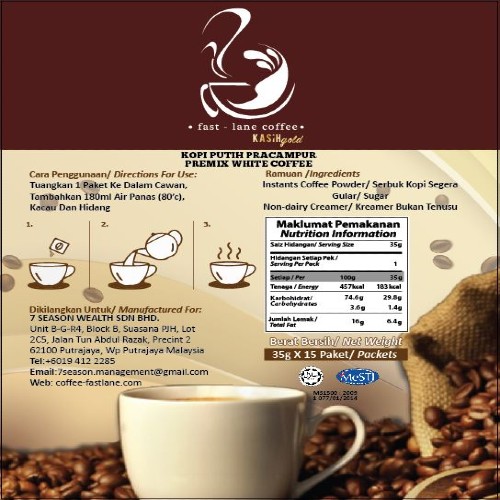 • fast - lane coffee •
KASIH gold
KOPI PUTIH PRACAMPUR
PREMIX WHITE COFFEE
Cara Penggunaan/ Directions For Use:
Tuangkan 1 Paket Ke Dalam Cawan,
Tambahkan 180ml Air Panas (80'c),
Kacau Dan Hidang
1.
2.
3.
Dikilangkan Untuk/ Manufactured For:
7 SEASON WEALTH SDN BHD.
Unit B-G-R4, Block B, Suasana PJH, Lot
2C5, Jalan Tun Abdul Razak, Precint 2
62100 Putrajaya, Wp Putrajaya Malaysia
Tel:+6019 412 2285
Email:7season.management@gmail.com
Web: coffee-fastlane.com
Ramuan /Ingredients
Instants Coffee Powder/ Serbuk Kopi Segera
Gular/ Sugar
Non-dairy Creamer/ Kreamer Bukan Tenusu
Maklumat Pemakanan
Nutrition Information
Saiz Hidangan/ Serving Size 35g
Hidangan Setiap Pek/
Serving Per Pack 1
Setiap / Per 100g 35g
Tenaga / Energy 457kcal 183kcal
Karbohidrat/ 74.6g 29.8g
Carbohydrates 3.6g 1.4g
Jumlah Lemak/ 16g 6.4g
Total Fat
Berat Bersih/ Net Weight
35g X 15 Paket/ Packets
MeSTI
MS1500 : 2009
1 077/01/2014